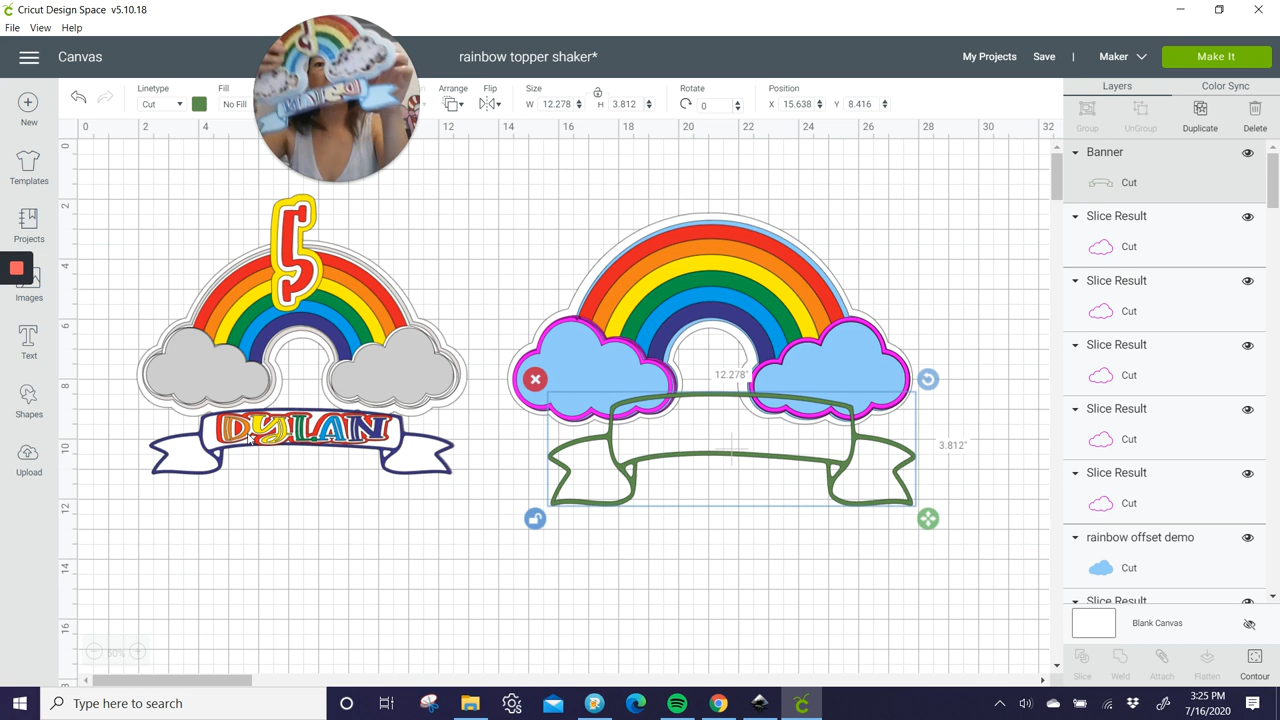 Cricut Design Space v5.10.18
File View Help
Canvas
rainbow topper shaker*
My Projects Save | Maker Make It
New
Templates
Projects
Images
Text
Shapes
Upload
Linetype
Cut
Fill
No Fill
Arrange
Flip
Size
W 12.278
H 3.812
Rotate
0
Position
X 15.638
Y 8.416
0 2 4 12 14 16 18 20 22 24 26 28 30 32
0
2
4
6
8
10
12
14
16
5
DYLAN
12.278"
3.812"
50%
Layers Color Sync
Group UnGroup Duplicate Delete
Banner
Cut
Slice Result
Cut
Slice Result
Cut
Slice Result
Cut
Slice Result
Cut
Slice Result
Cut
rainbow offset demo
Cut
Slice Result
Blank Canvas
Slice Weld Attach Flatten Contour
Type here to search
3:25 PM
7/16/2020